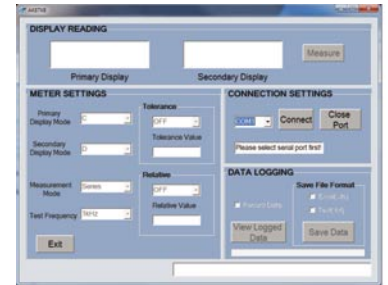 DISPLAY READING
Measure
Primary Display
Secondary Display
METER SETTINGS
Primary
Display Mode
C
Secondary
Display Mode
D
Measurement
Mode
Series
Test Frequency
1kHz
Exit
Tolerance
OFF
Tolerance Value
Relative
OFF
Relative Value
CONNECTION SETTINGS
Connect
Close
Port
Please select serial port first!
DATA LOGGING
Save File Format
Record Data
View Logged
Data
Save Data